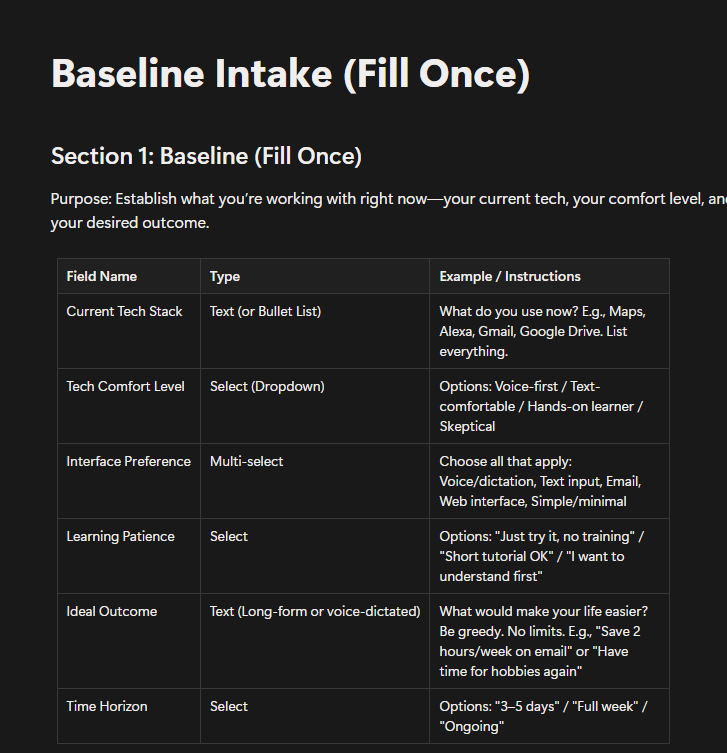 Baseline Intake (Fill Once)
Section 1: Baseline (Fill Once)
Purpose: Establish what you’re working with right now—your current tech, your comfort level, an
your desired outcome.
Field Name Type Example / Instructions
Current Tech Stack Text (or Bullet List) What do you use now? E.g., Maps,
Alexa, Gmail, Google Drive. List
everything.
Tech Comfort Level Select (Dropdown) Options: Voice-first / Text-
comfortable / Hands-on learner /
Skeptical
Interface Preference Multi-select Choose all that apply:
Voice/dictation, Text input, Email,
Web interface, Simple/minimal
Learning Patience Select Options: "Just try it, no training" /
"Short tutorial OK" / "I want to
understand first"
Ideal Outcome Text (Long-form or voice-dictated) What would make your life easier?
Be greedy. No limits. E.g., "Save 2
hours/week on email" or "Have
time for hobbies again"
Time Horizon Select Options: "3–5 days" / "Full week" /
"Ongoing"